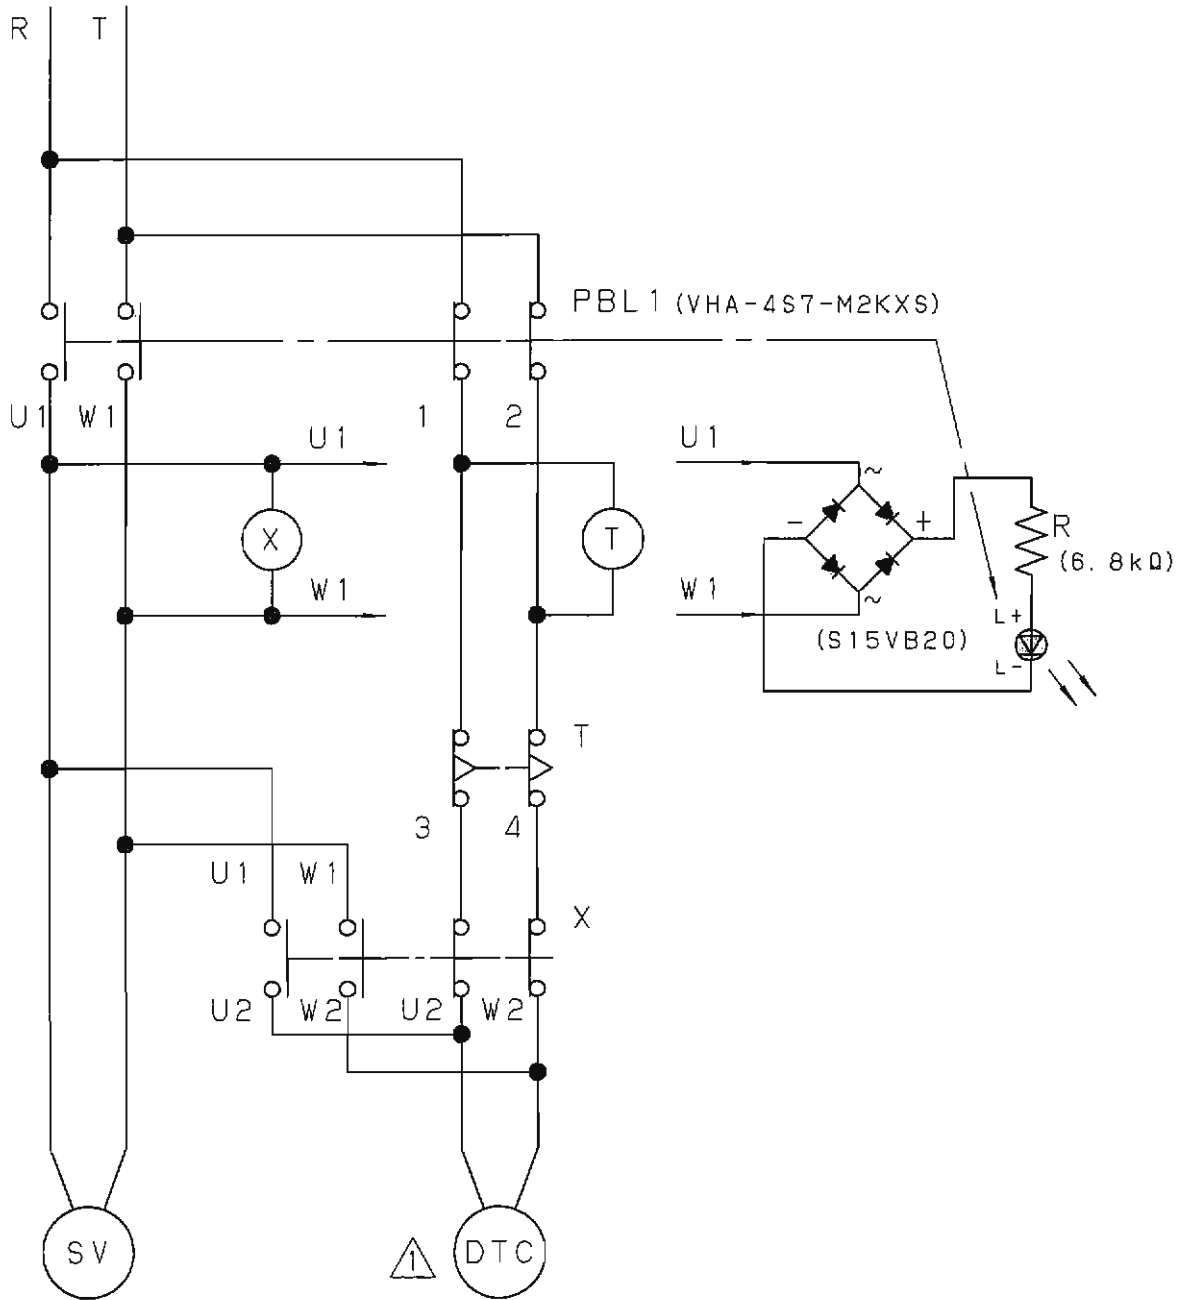 R T
PBL1 (VHA-4S7-M2KXS)
U1 W1 1 2
U1 U1
~
X T - + R
(6.8kΩ)
W1 W1
~
L+
(S15VB20)
L-
T
3 4
U1 W1
X
U2 W2 U2 W2
SV 1 DTC